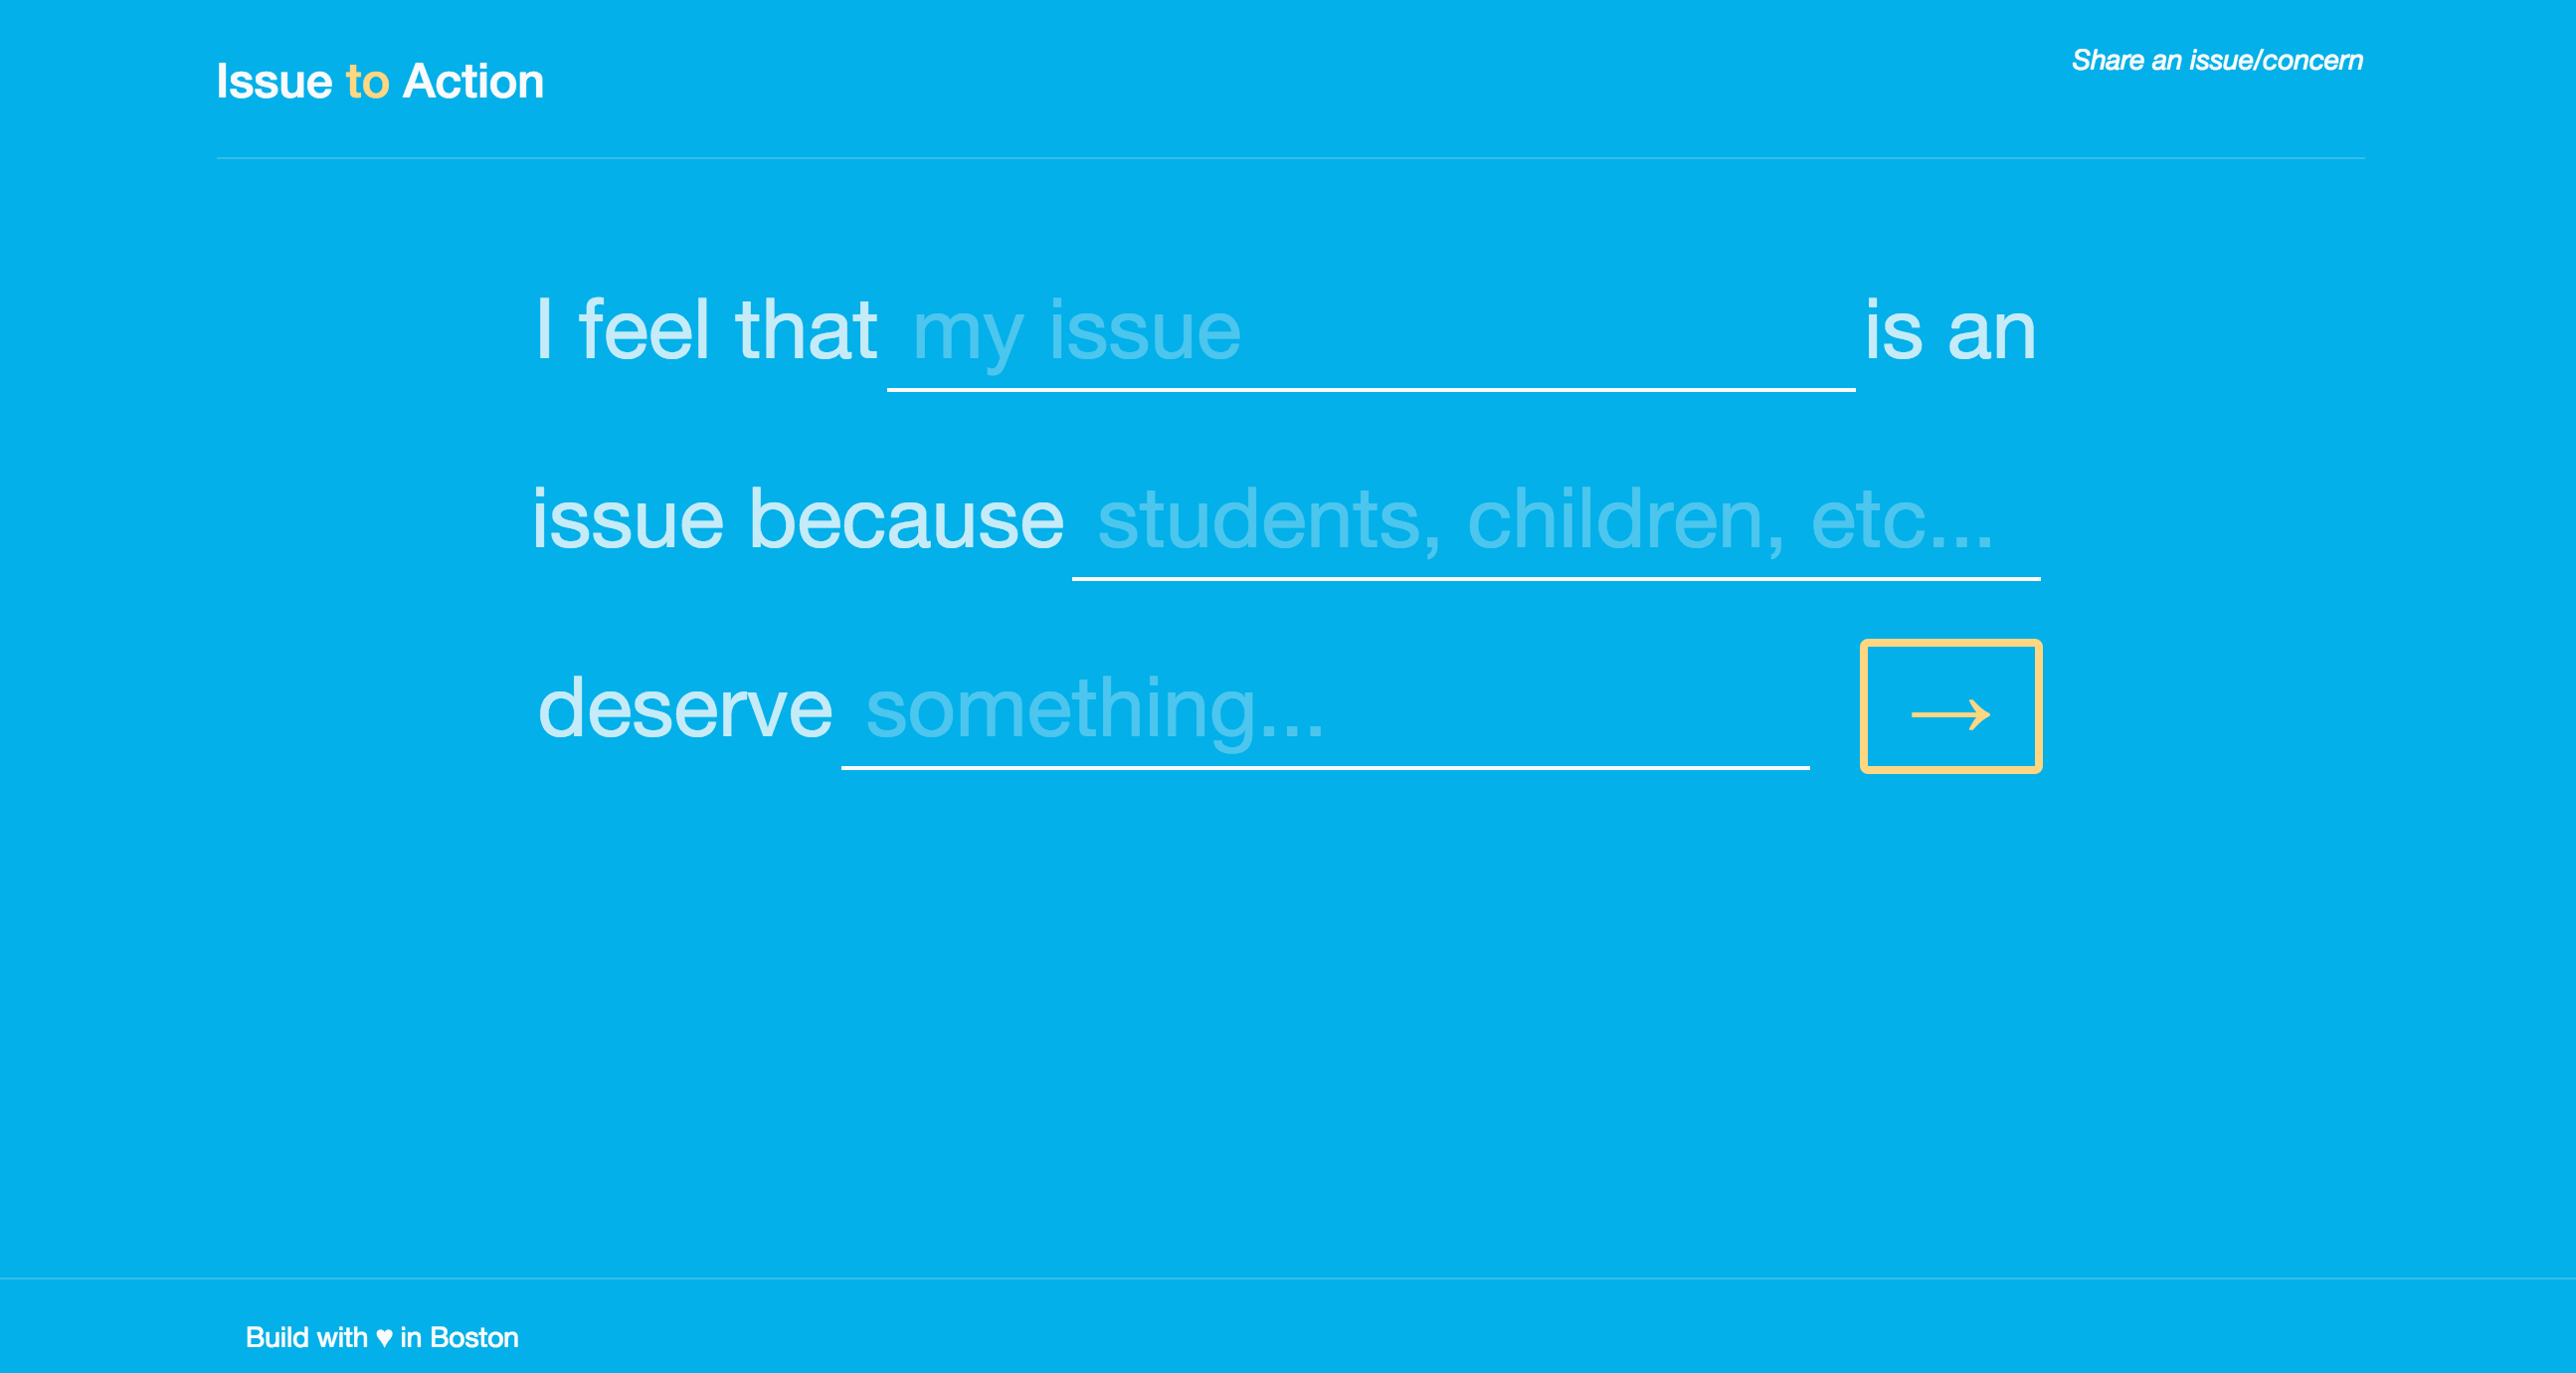 Issue to Action
Share an issue/concern
I feel that my issue is an
issue because students, children, etc...
deserve something... →
Build with ♥ in Boston